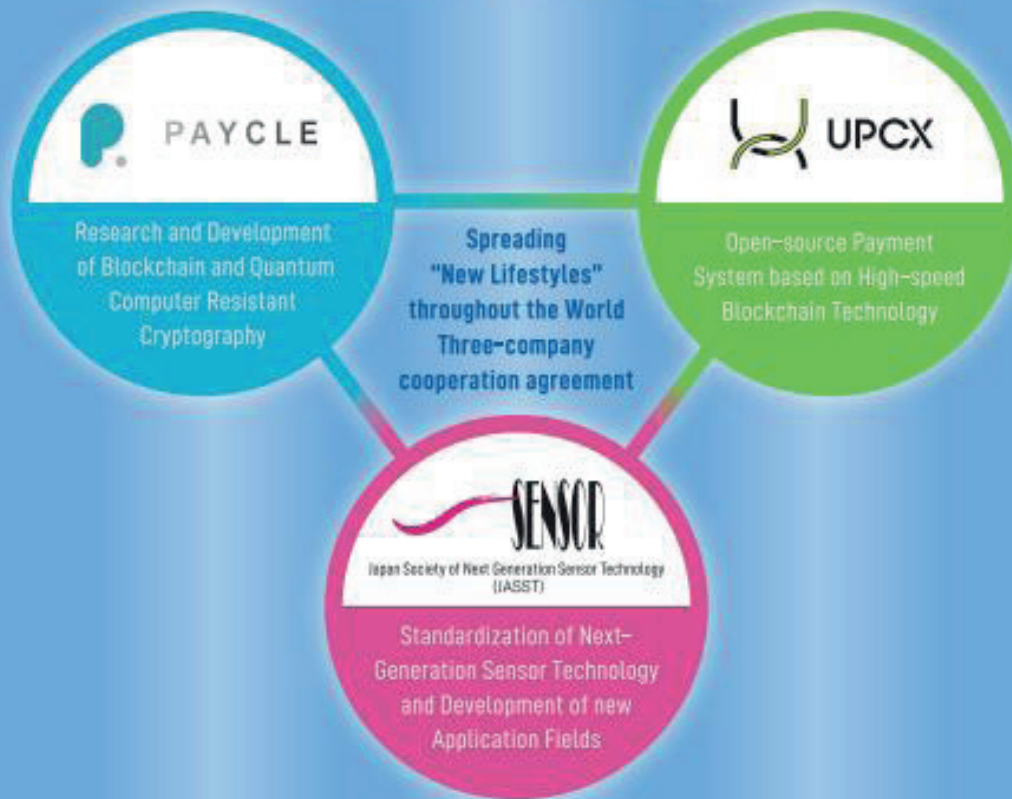 PAYCLE
Research and Development
of Blockchain and Quantum
Computer Resistant
Cryptography
UPCX
Open-source Payment
System based on High-speed
Blockchain Technology
Spreading
"New Lifestyles"
throughout the World
Three-company
cooperation agreement
SENSOR
Japan Society of Next Generation Sensor Technology
(JASST)
Standardization of Next-
Generation Sensor Technology
and Development of new
Application Fields